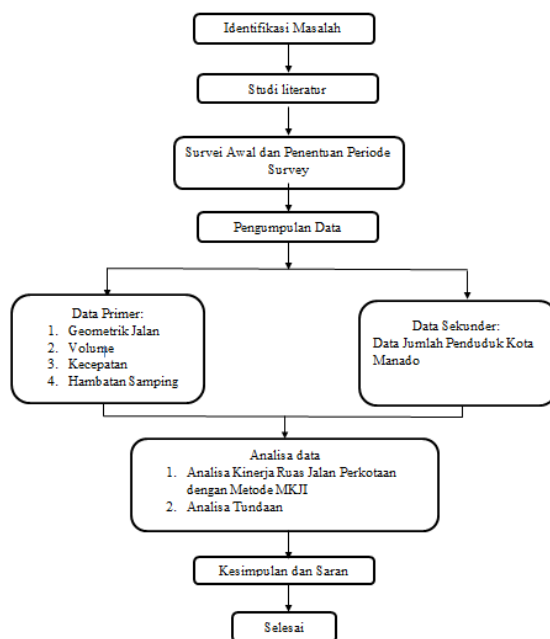 Identifikasi Masalah
Studi literatur
Survei Awal dan Penentuan Periode
Survey
Pengumpulan Data
Data Primer:
1. Geometrik Jalan
2. Volume
3. Kecepatan
4. Hambatan Samping
Data Sekunder:
Data Jumlah Penduduk Kota
Manado
Analisa data
1. Analisa Kinerja Ruas Jalan Perkotaan
dengan Metode MKJI
2. Analisa Tundaan
Kesimpulan dan Saran
Selesai